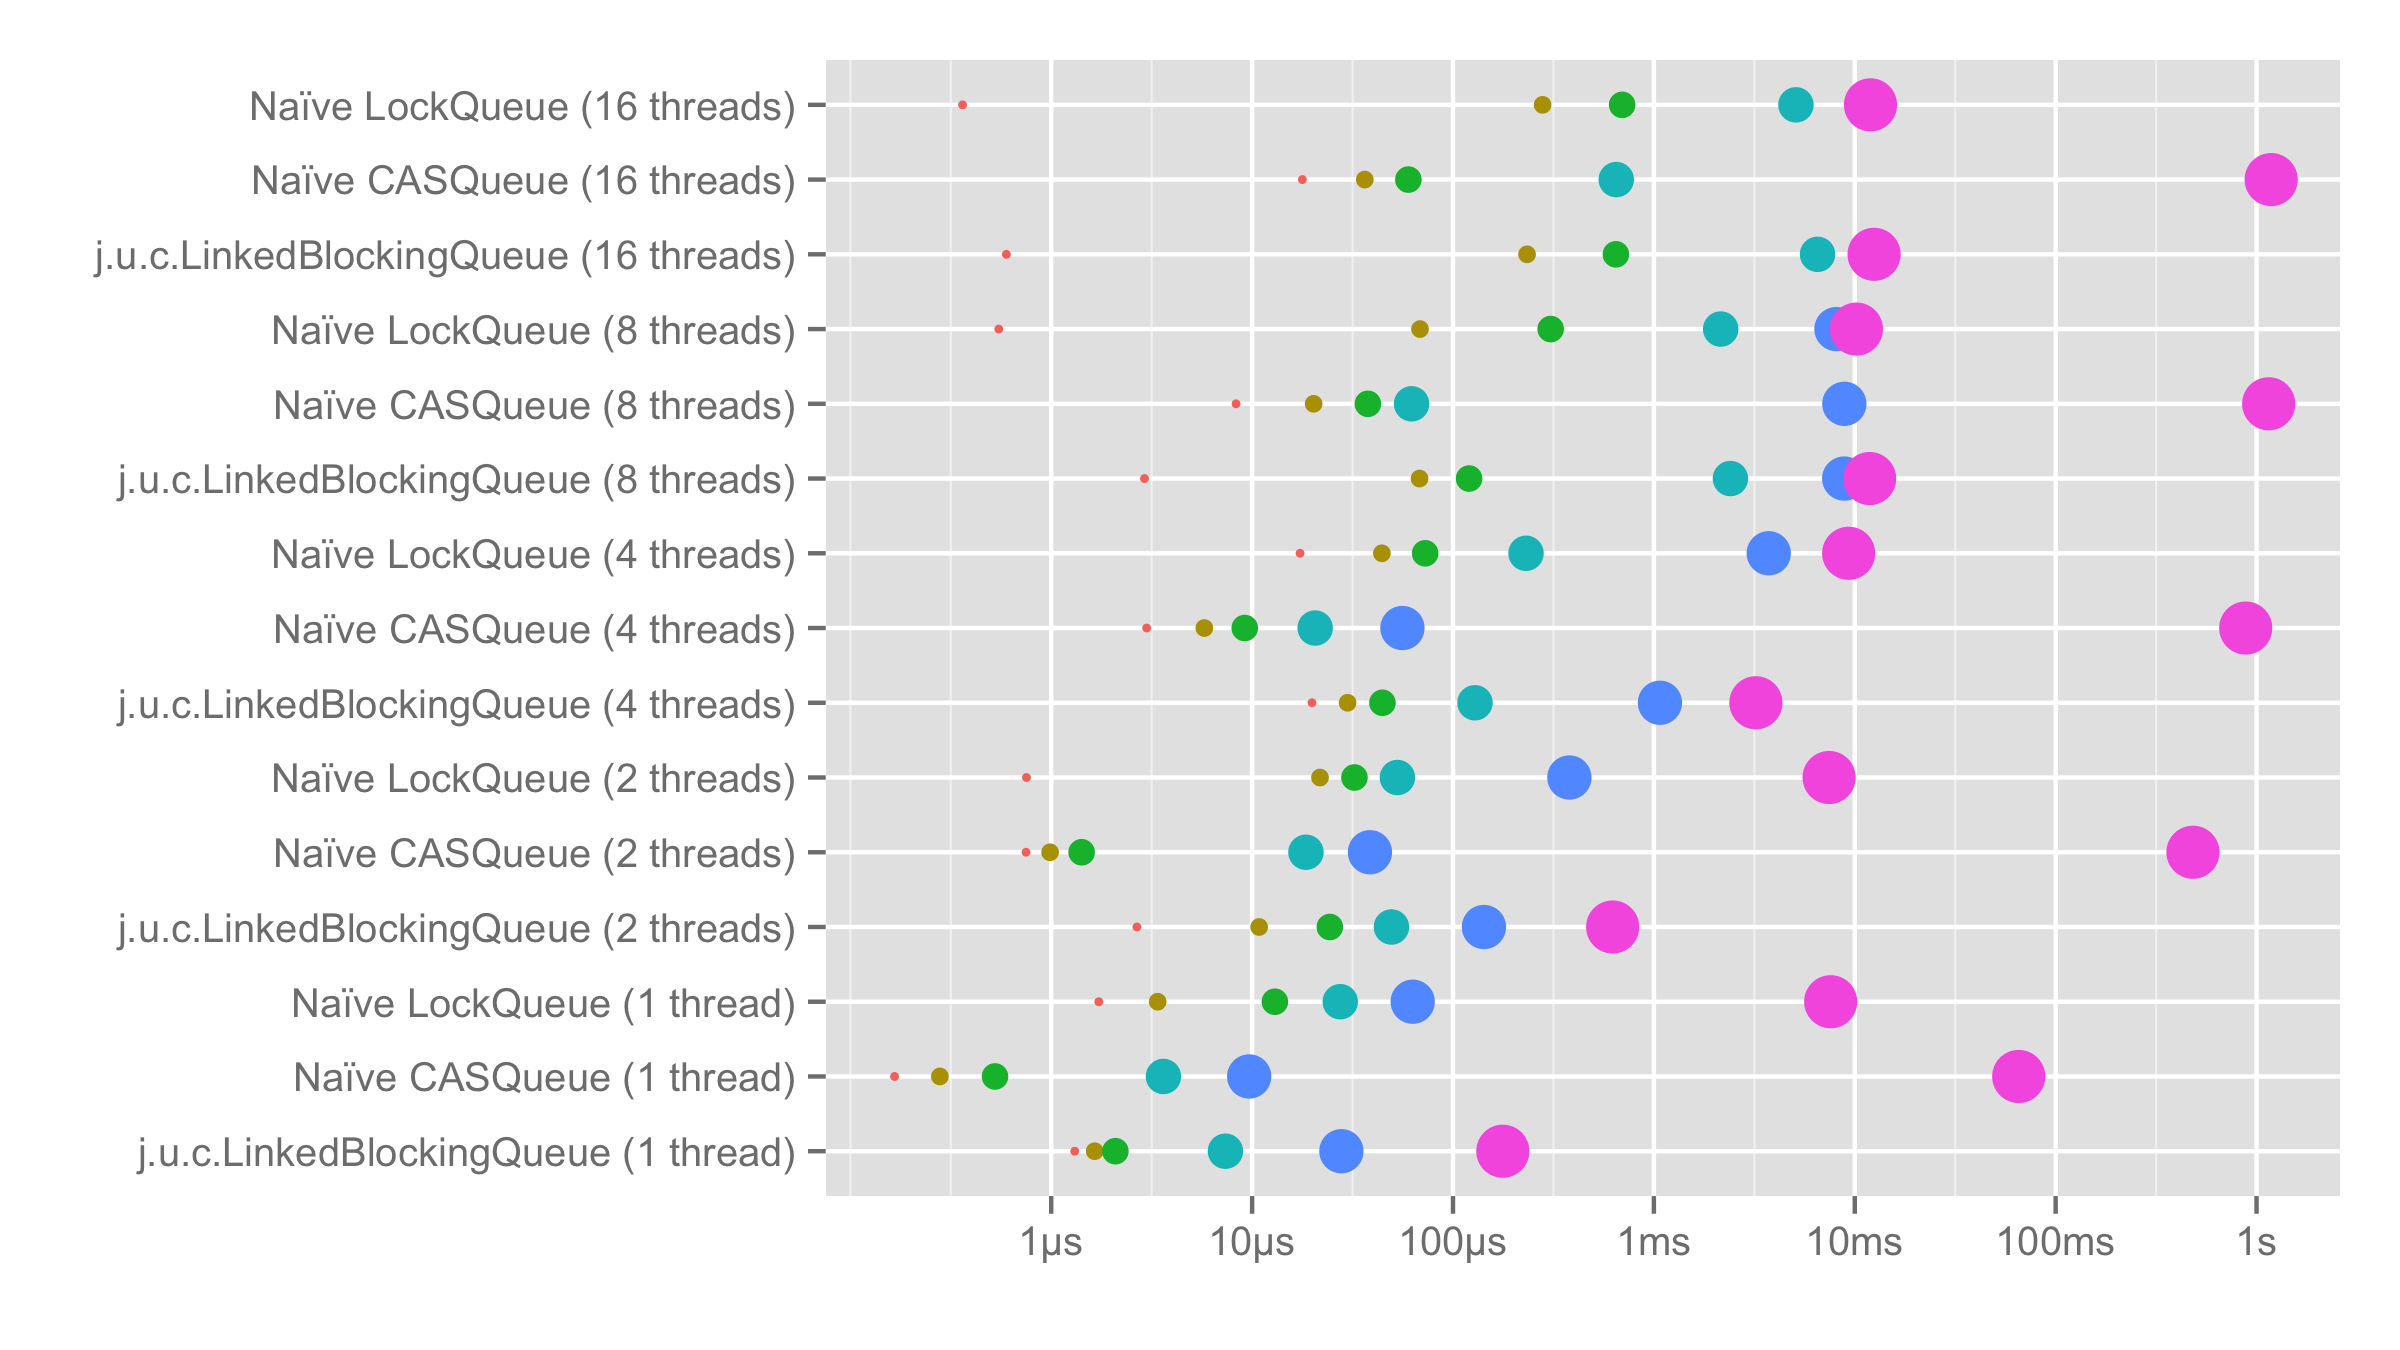 Naïve LockQueue (16 threads)
Naïve CASQueue (16 threads)
j.u.c.LinkedBlockingQueue (16 threads)
Naïve LockQueue (8 threads)
Naïve CASQueue (8 threads)
j.u.c.LinkedBlockingQueue (8 threads)
Naïve LockQueue (4 threads)
Naïve CASQueue (4 threads)
j.u.c.LinkedBlockingQueue (4 threads)
Naïve LockQueue (2 threads)
Naïve CASQueue (2 threads)
j.u.c.LinkedBlockingQueue (2 threads)
Naïve LockQueue (1 thread)
Naïve CASQueue (1 thread)
j.u.c.LinkedBlockingQueue (1 thread)
1µs 10µs 100µs 1ms 10ms 100ms 1s